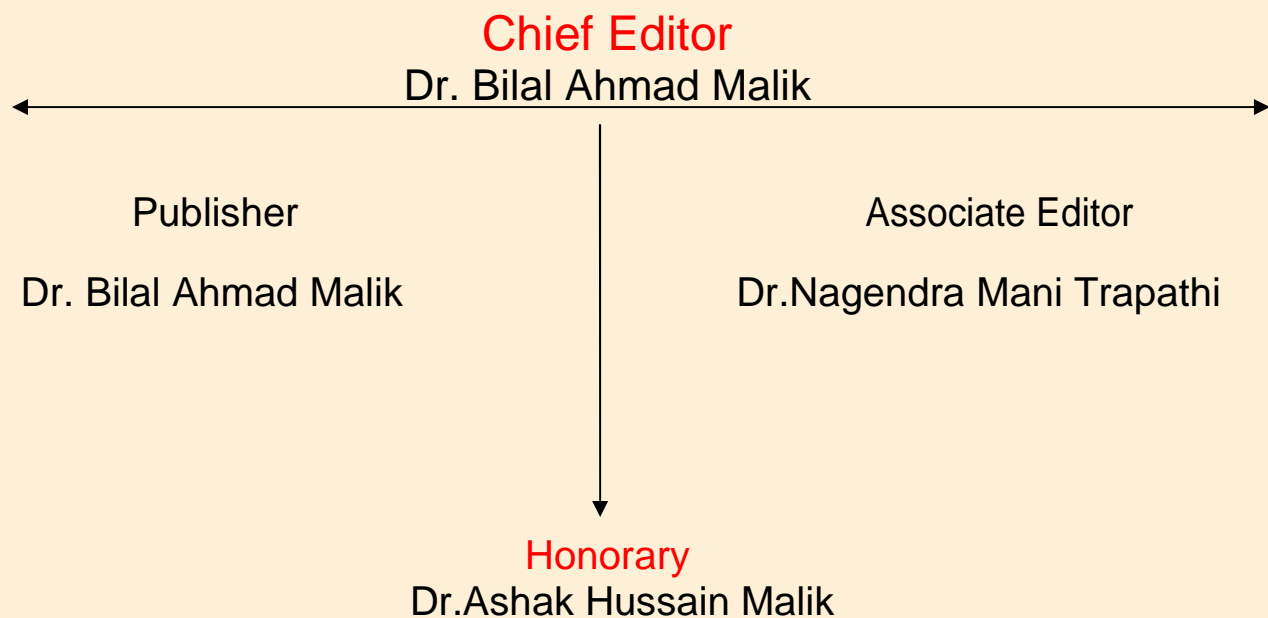 Chief Editor
Dr. Bilal Ahmad Malik
Publisher
Associate Editor
Dr. Bilal Ahmad Malik
Dr.Nagendra Mani Trapathi
Honorary
Dr.Ashak Hussain Malik